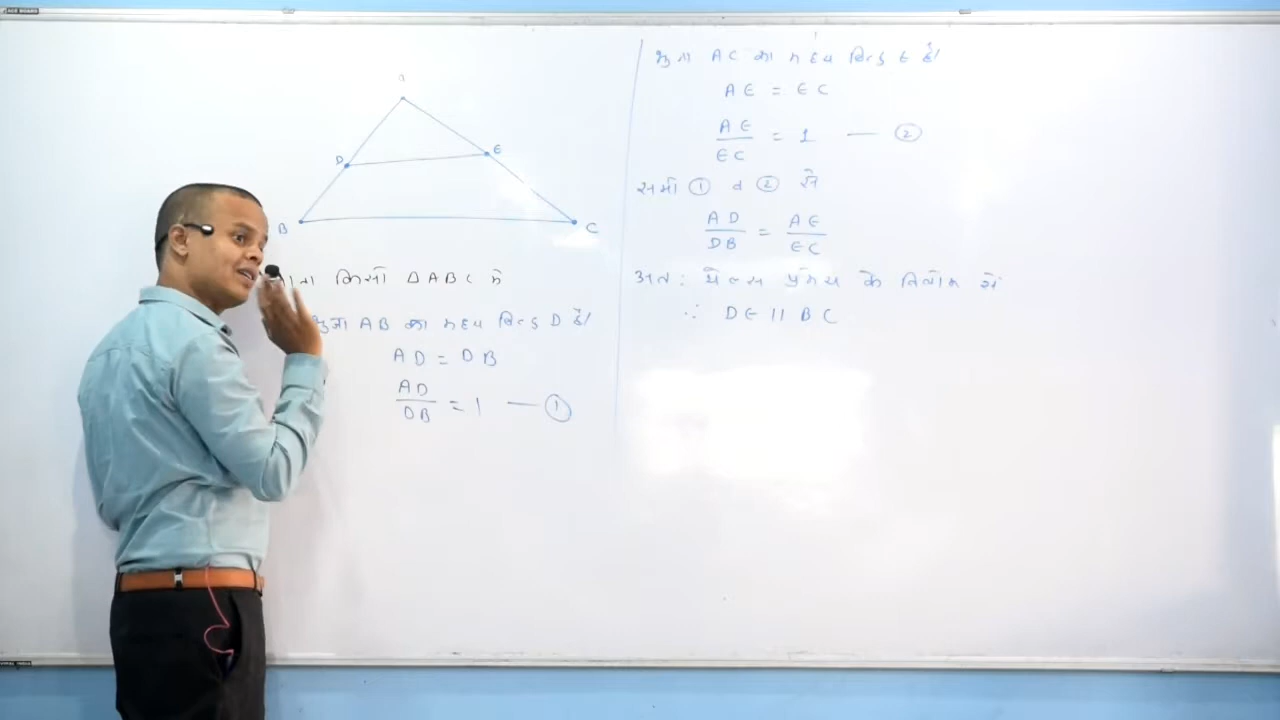 D
E
B
C
किसी ΔABC में
भुजा AB का मध्य बिन्दु D है।
AD = DB
AD/DB = 1 — ①
भुजा AC का मध्य बिन्दु E है।
AE = EC
AE/EC = 1 — ②
समी ① व ② से
AD/DB = AE/EC
अतः थेल्स प्रमेय के विलोम से
∴ DE || BC